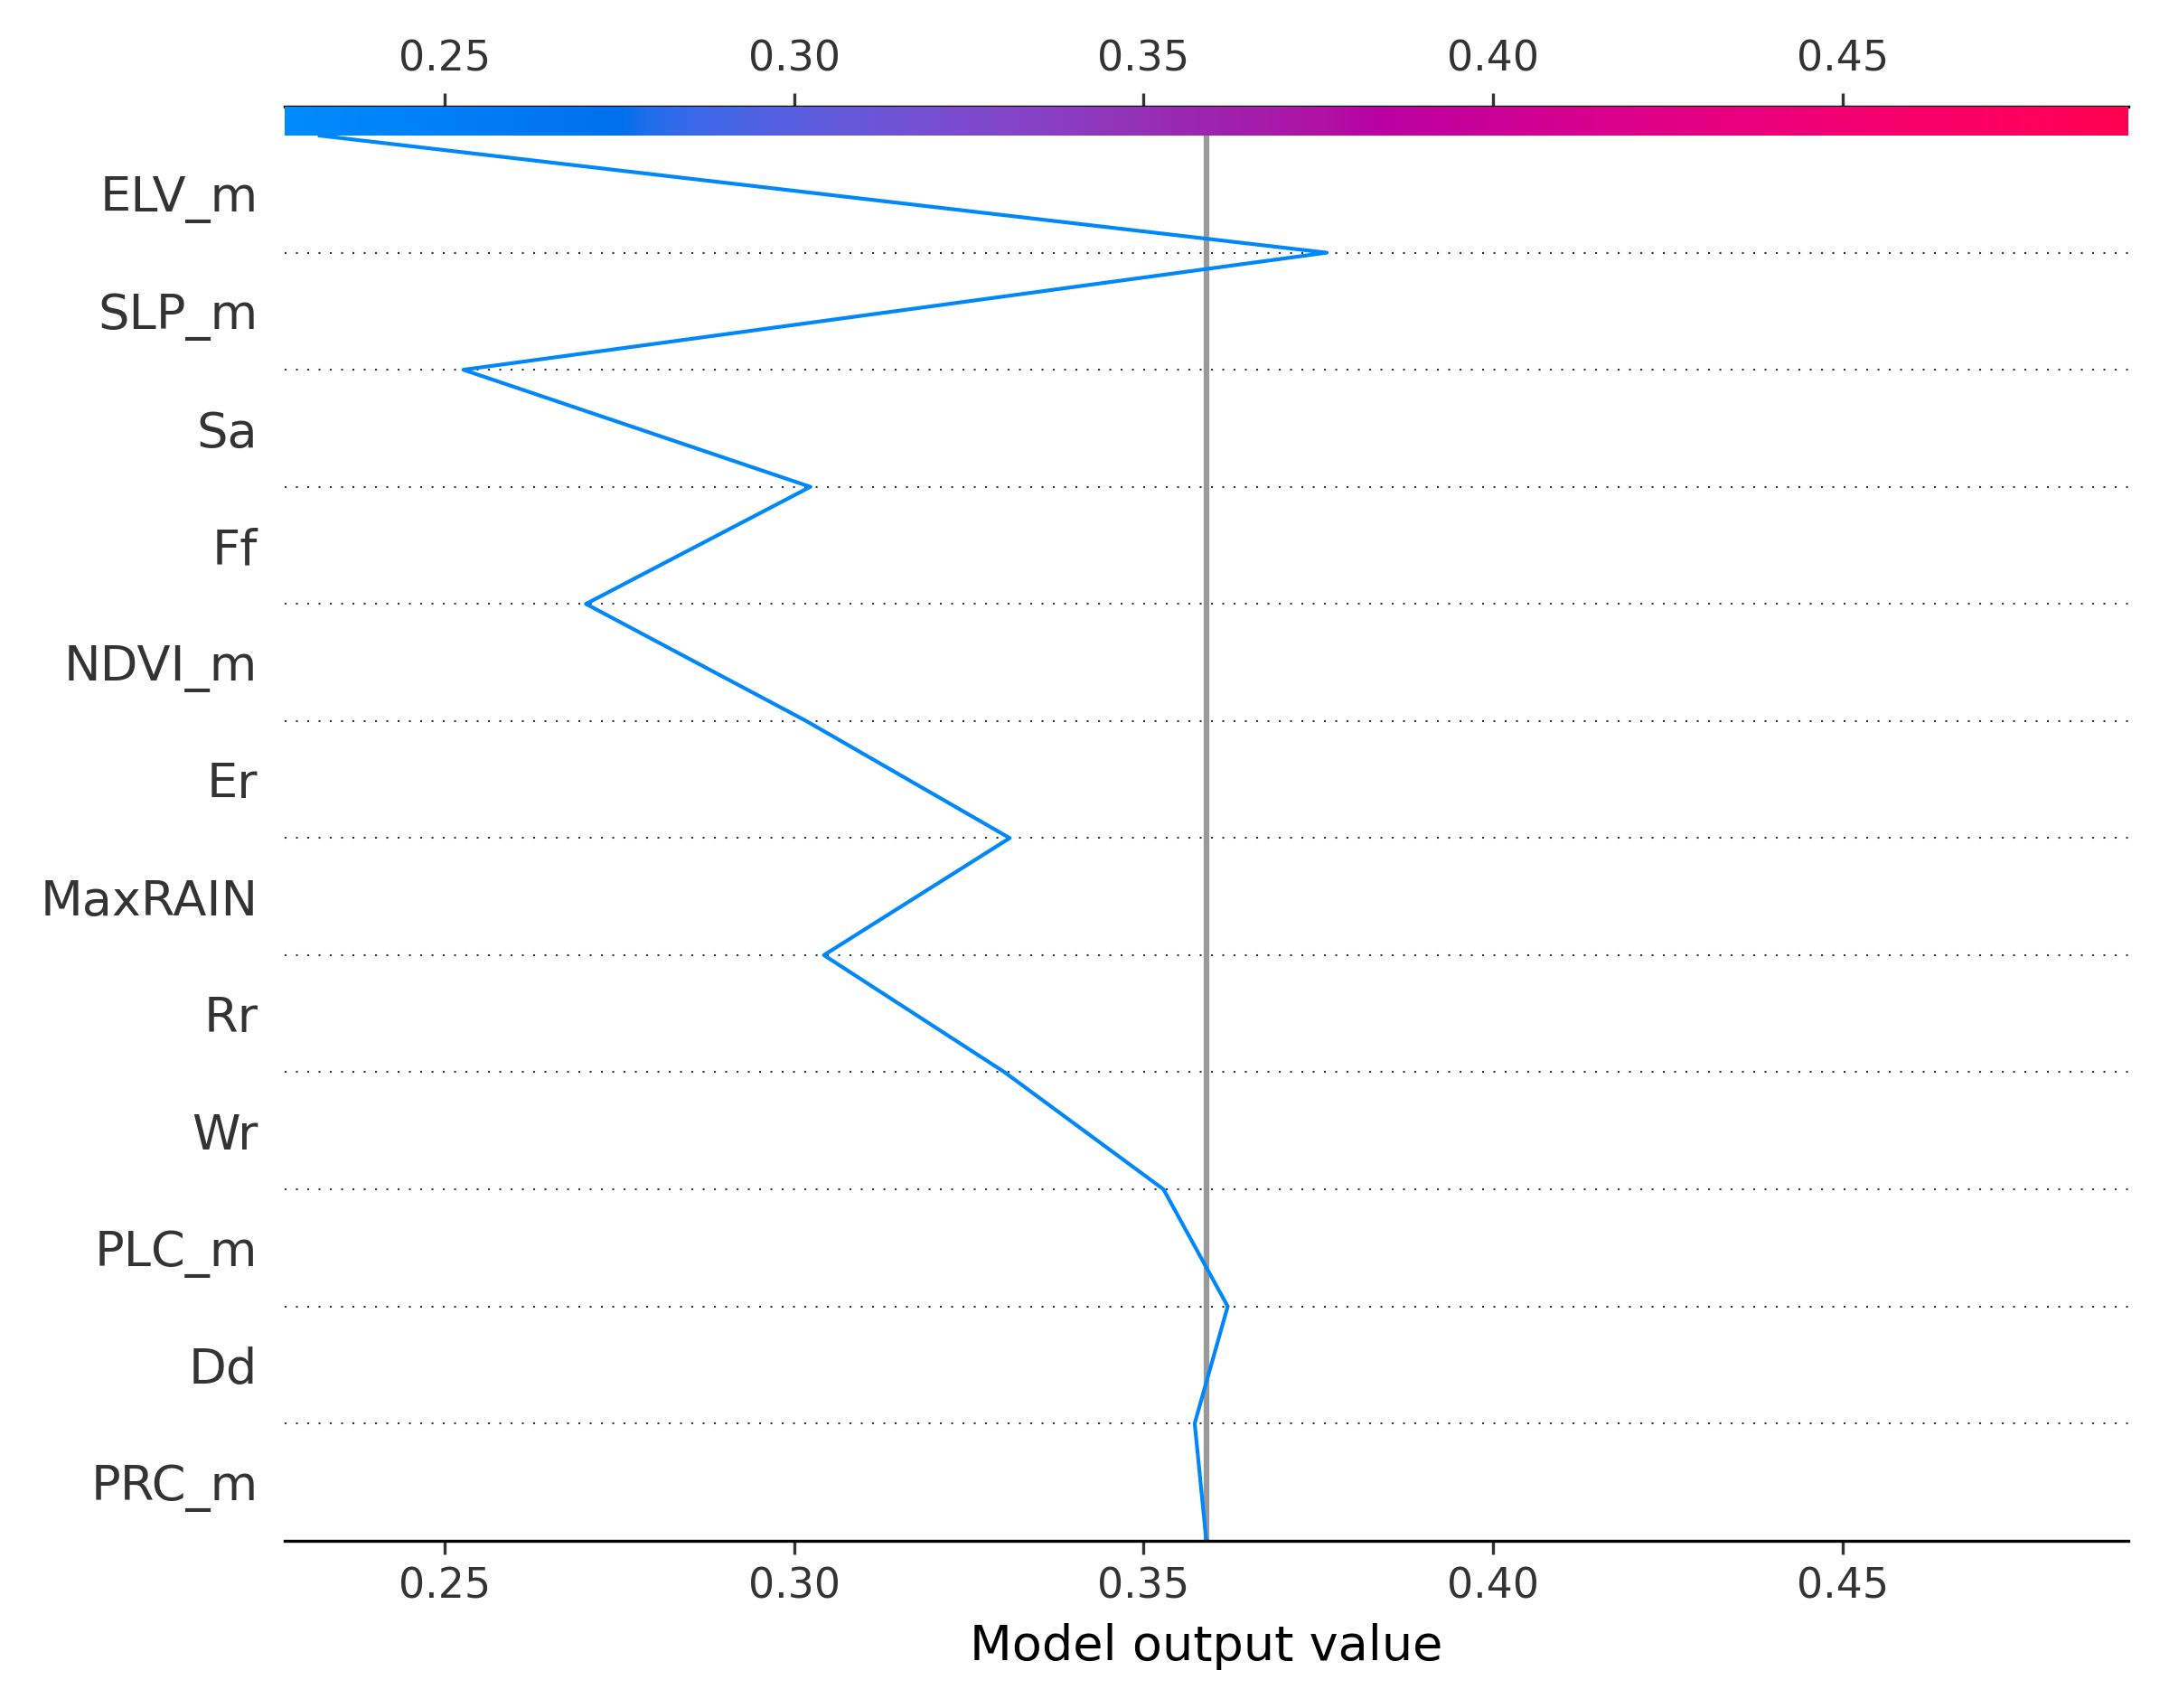 0.25 0.30 0.35 0.40 0.45
ELV_m
SLP_m
Sa
Ff
NDVI_m
Er
MaxRAIN
Rr
Wr
PLC_m
Dd
PRC_m
0.25 0.30 0.35 0.40 0.45
Model output value